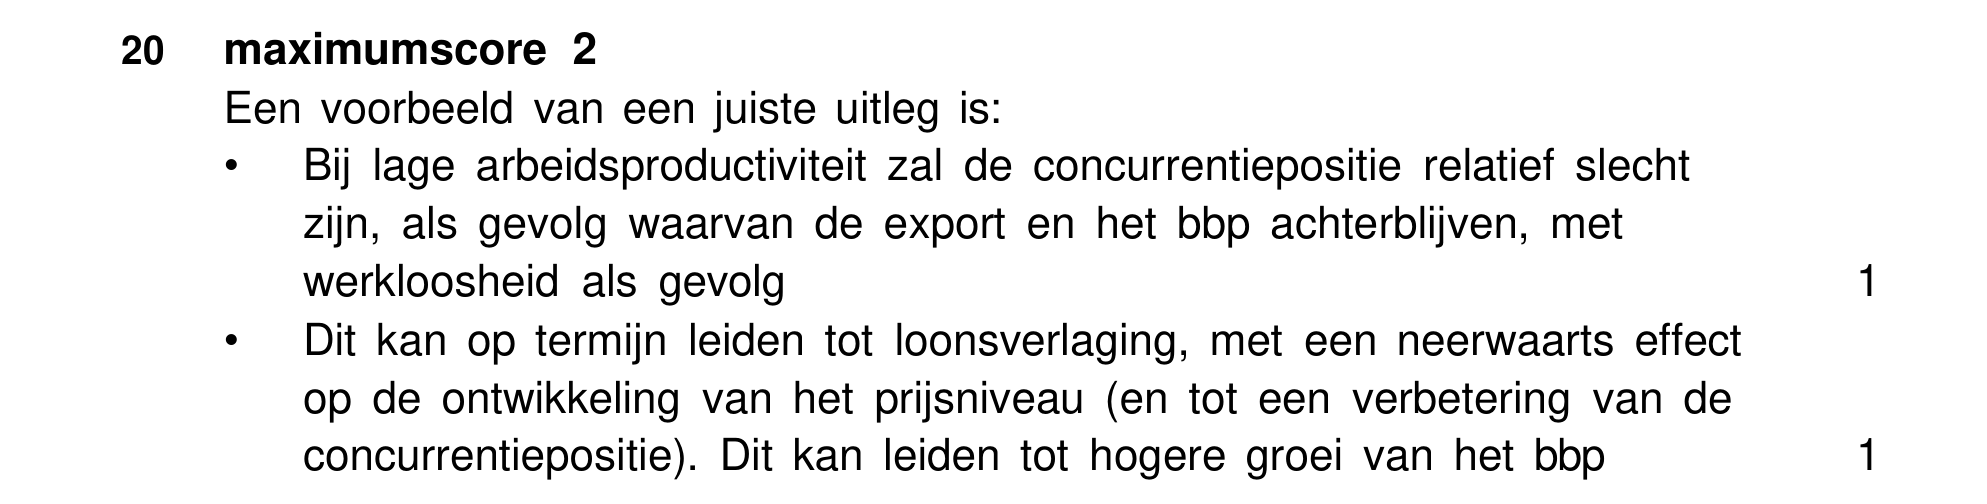 20 maximumscore 2
Een voorbeeld van een juiste uitleg is:
• Bij lage arbeidsproductiviteit zal de concurrentiepositie relatief slecht
zijn, als gevolg waarvan de export en het bbp achterblijven, met
werkloosheid als gevolg 1
• Dit kan op termijn leiden tot loonsverlaging, met een neerwaarts effect
op de ontwikkeling van het prijsniveau (en tot een verbetering van de
concurrentiepositie). Dit kan leiden tot hogere groei van het bbp 1